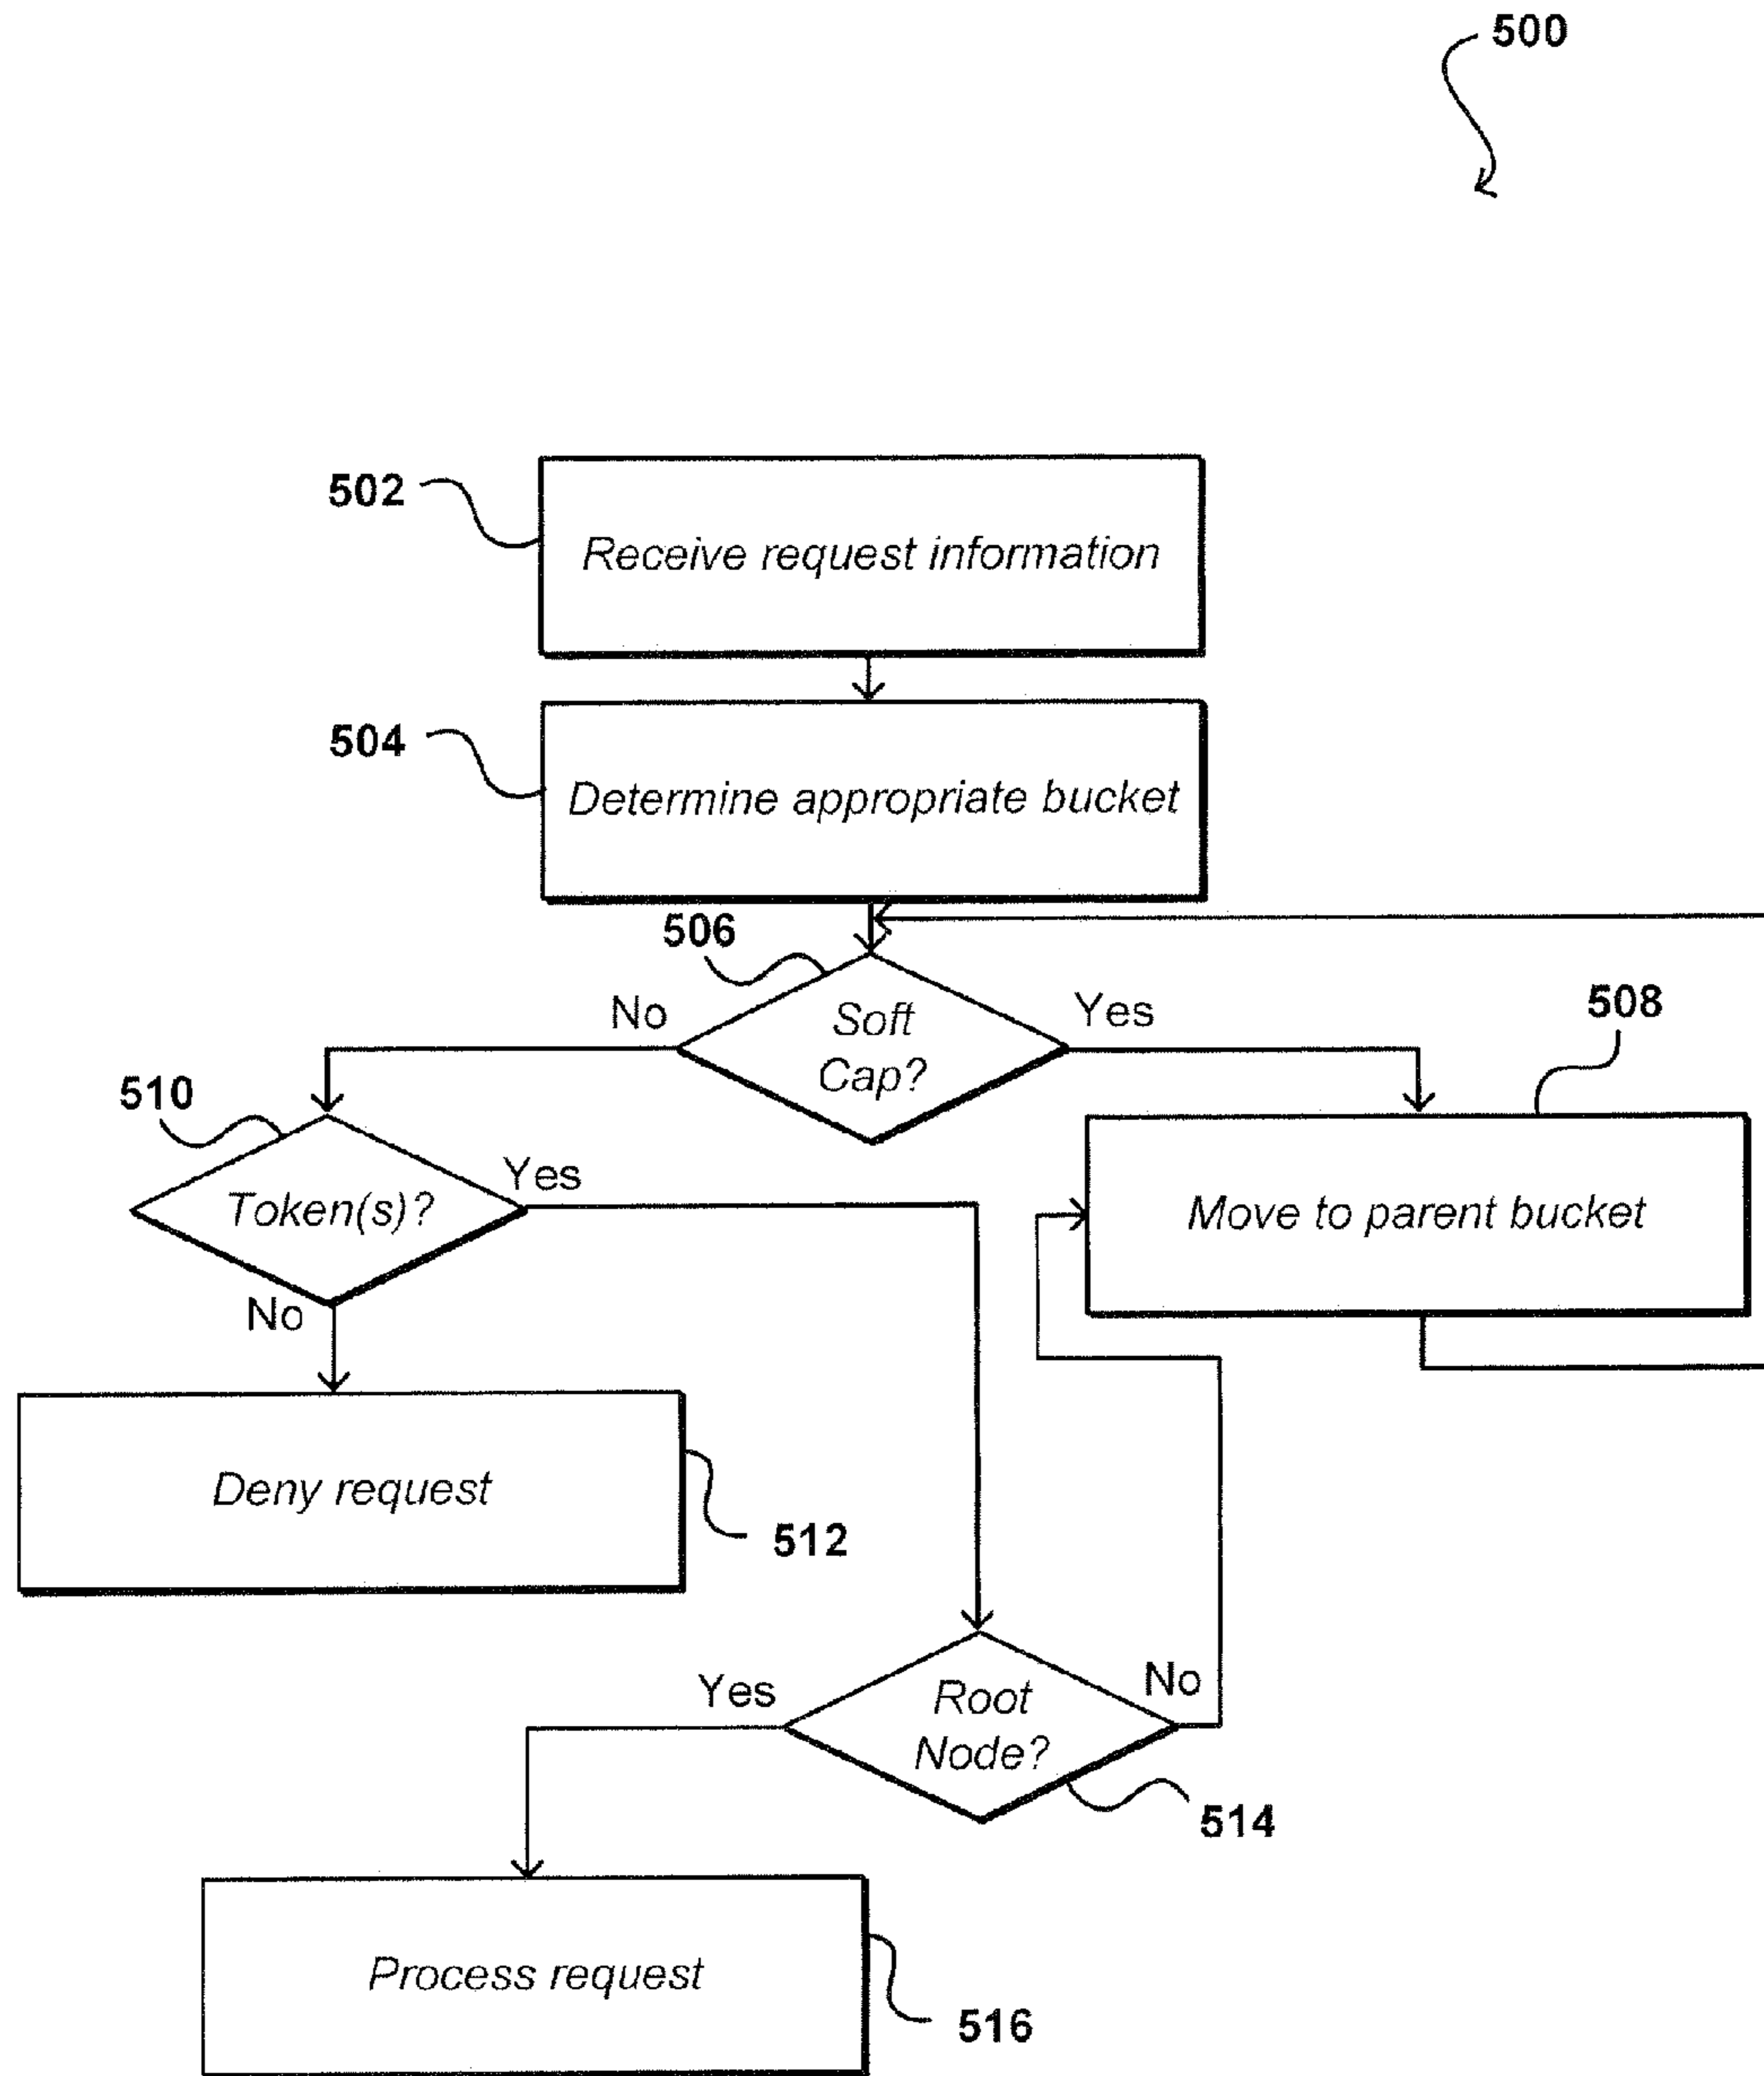 500
502
Receive request information
504
Determine appropriate bucket
506
No
Soft
Cap?
Yes
508
510
Token(s)?
Yes
Move to parent bucket
No
Deny request
512
Yes
Root
Node?
No
514
Process request
516